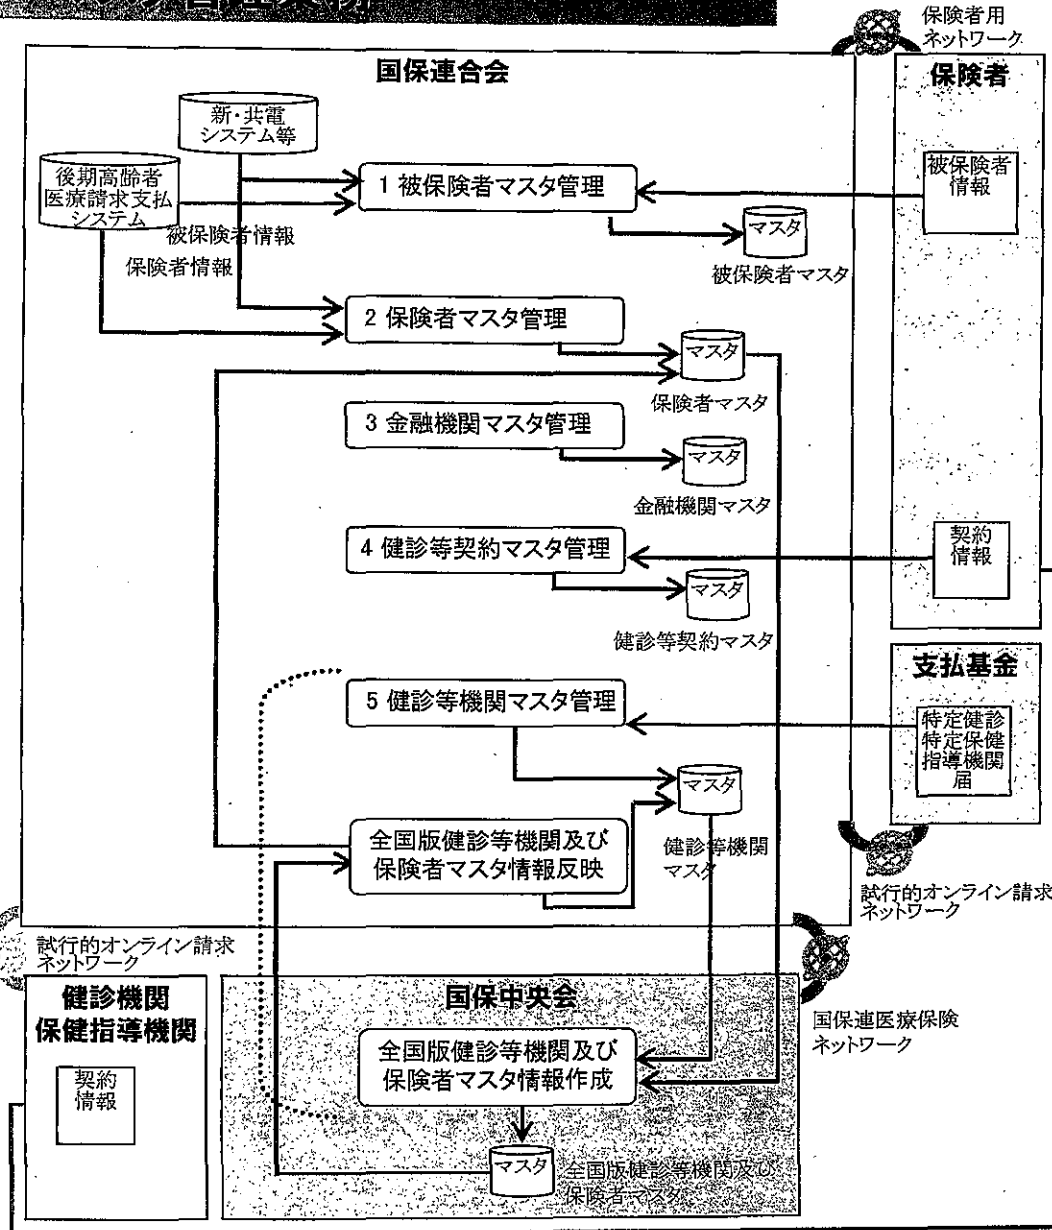 保険者用
ネットワーク
国保連合会
保険者
新・共電
システム等
後期高齢者
医療請求支払
システム
1 被保険者マスタ管理
被保険者
情報
被保険者情報
保険者情報
マスタ
被保険者マスタ
2 保険者マスタ管理
マスタ
保険者マスタ
3 金融機関マスタ管理
マスタ
金融機関マスタ
4 健診等契約マスタ管理
契約
情報
マスタ
健診等契約マスタ
支払基金
5 健診等機関マスタ管理
特定健診
特定保健
指導機関
届
マスタ
健診等機関
マスタ
全国版健診等機関及び
保険者マスタ情報反映
試行的オンライン請求
ネットワーク
試行的オンライン請求
ネットワーク
健診機関
保健指導機関
契約
情報
国保中央会
国保連医療保険
ネットワーク
全国版健診等機関及び
保険者マスタ情報作成
マスタ
全国版健診等機関及び
保険者マスタ